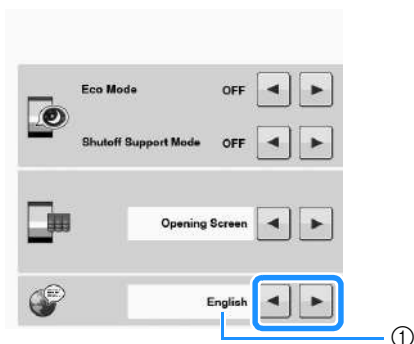 Eco Mode OFF
Shutoff Support Mode OFF
Opening Screen
English
①